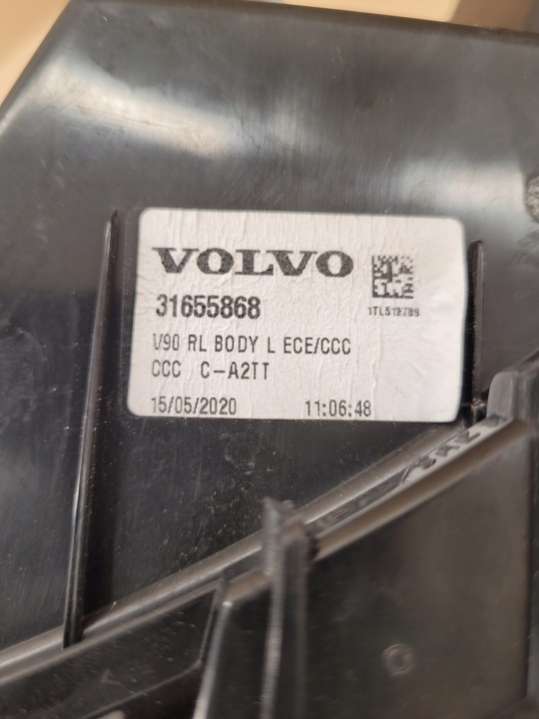 VOLVO
31655868
V90 RL BODY L ECE/CCC
CCC C-A2TT
15/05/2020 11:06:48